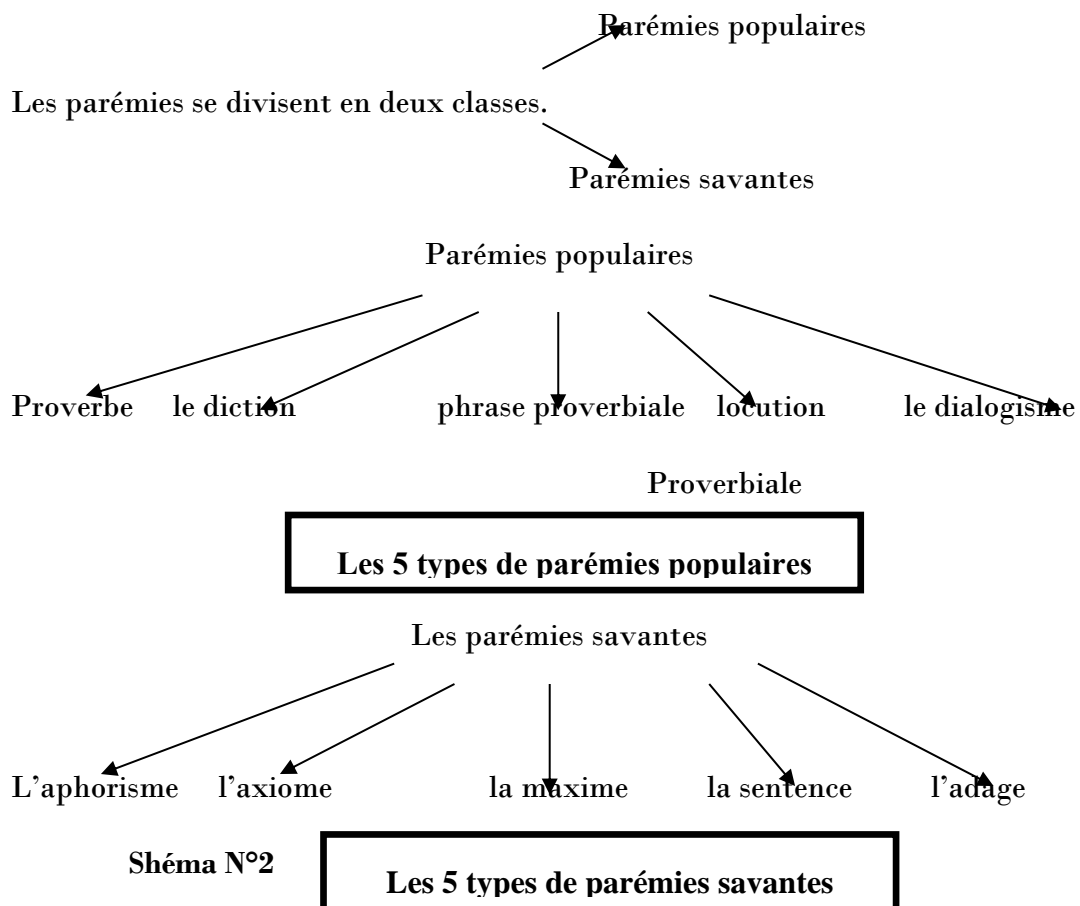 Parémies populaires
Les parémies se divisent en deux classes.
Parémies savantes
Parémies populaires
Proverbe le diction phrase proverbiale locution le dialogisme
Proverbiale
Les 5 types de parémies populaires
Les parémies savantes
L'aphorisme l'axiome la maxime la sentence l'adage
Shéma N°2
Les 5 types de parémies savantes